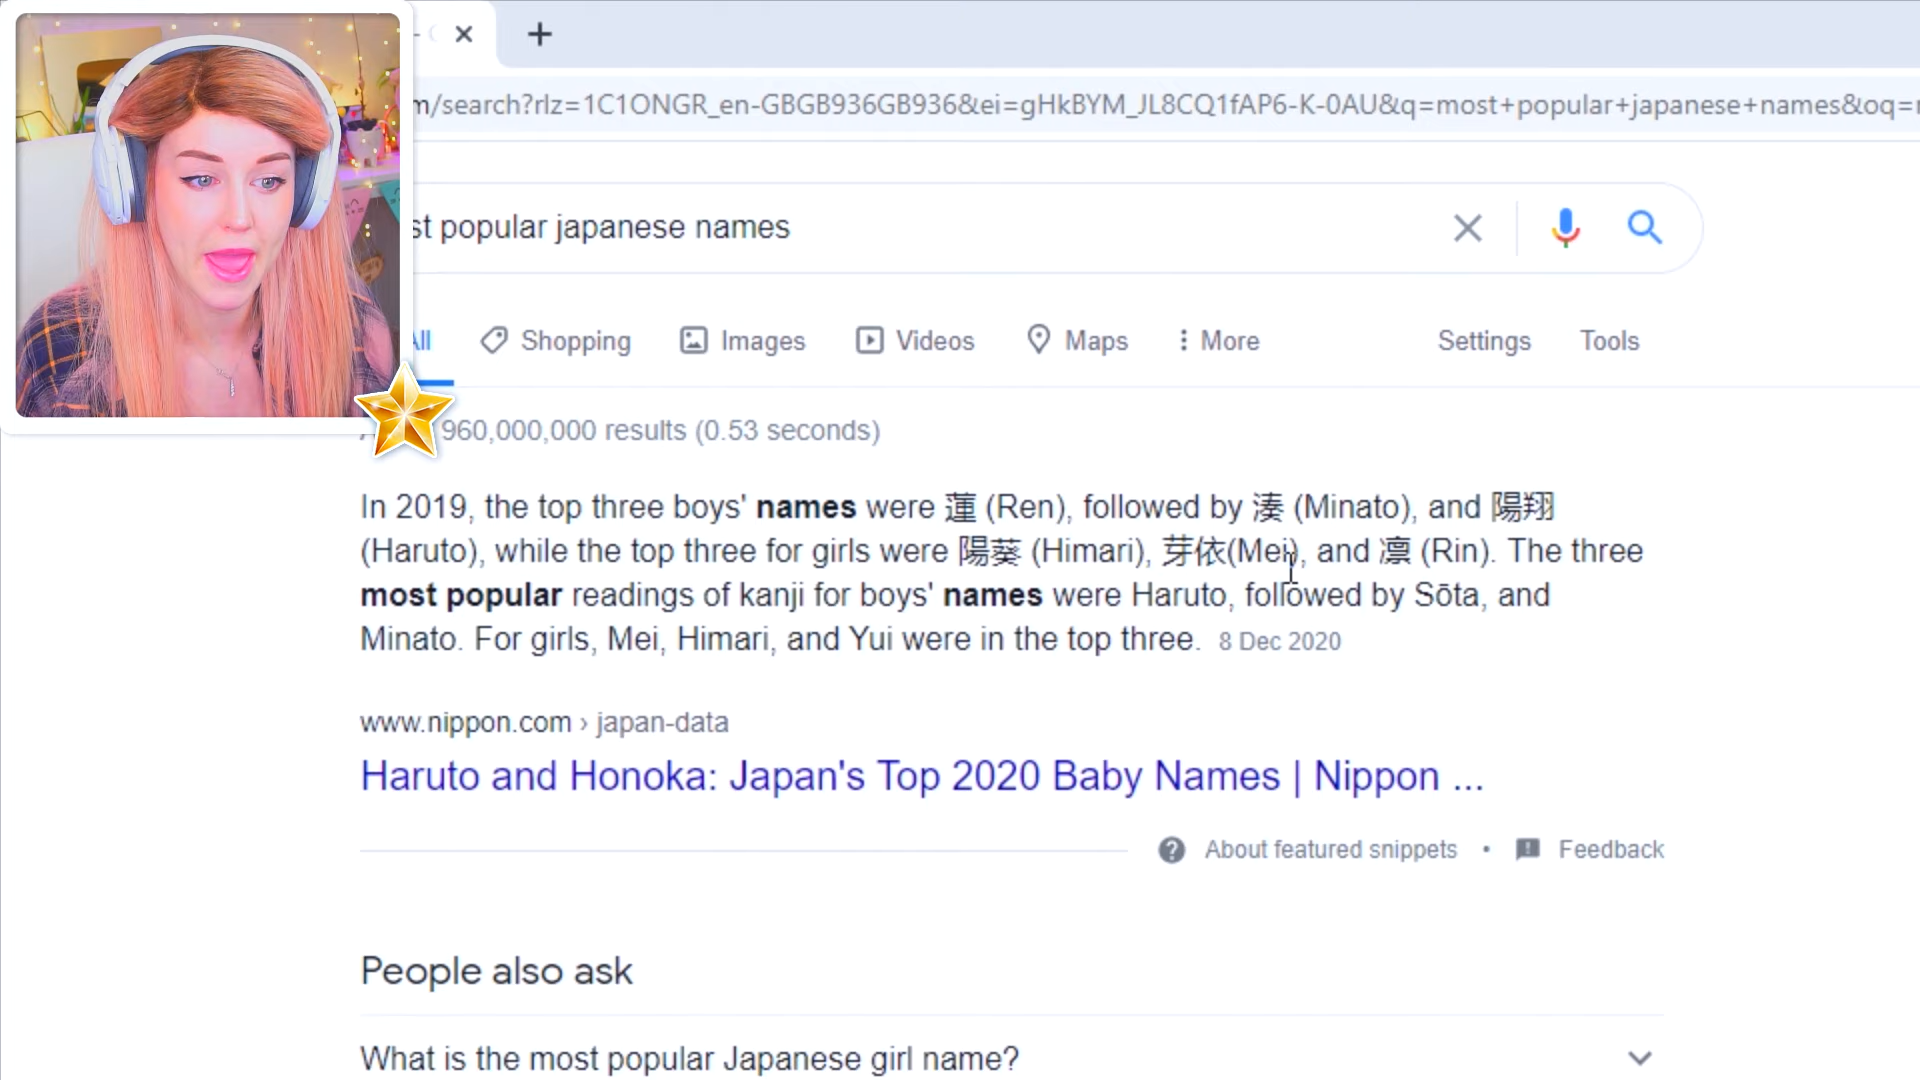 m/search?rlz=1C1ONGR_en-GBGB936GB936&ei=gHkBYM_JL8CQ1fAP6-K-0AU&q=most+popular+japanese+names&oq=
st popular japanese names
All Shopping Images Videos Maps More Settings Tools
960,000,000 results (0.53 seconds)
In 2019, the top three boys' names were 蓮 (Ren), followed by 湊 (Minato), and 陽翔
(Haruto), while the top three for girls were 陽葵 (Himari), 芽依(Mei), and 凛 (Rin). The three
most popular readings of kanji for boys' names were Haruto, followed by Sōta, and
Minato. For girls, Mei, Himari, and Yui were in the top three. 8 Dec 2020
www.nippon.com › japan-data
Haruto and Honoka: Japan's Top 2020 Baby Names | Nippon ...
About featured snippets • Feedback
People also ask
What is the most popular Japanese girl name?